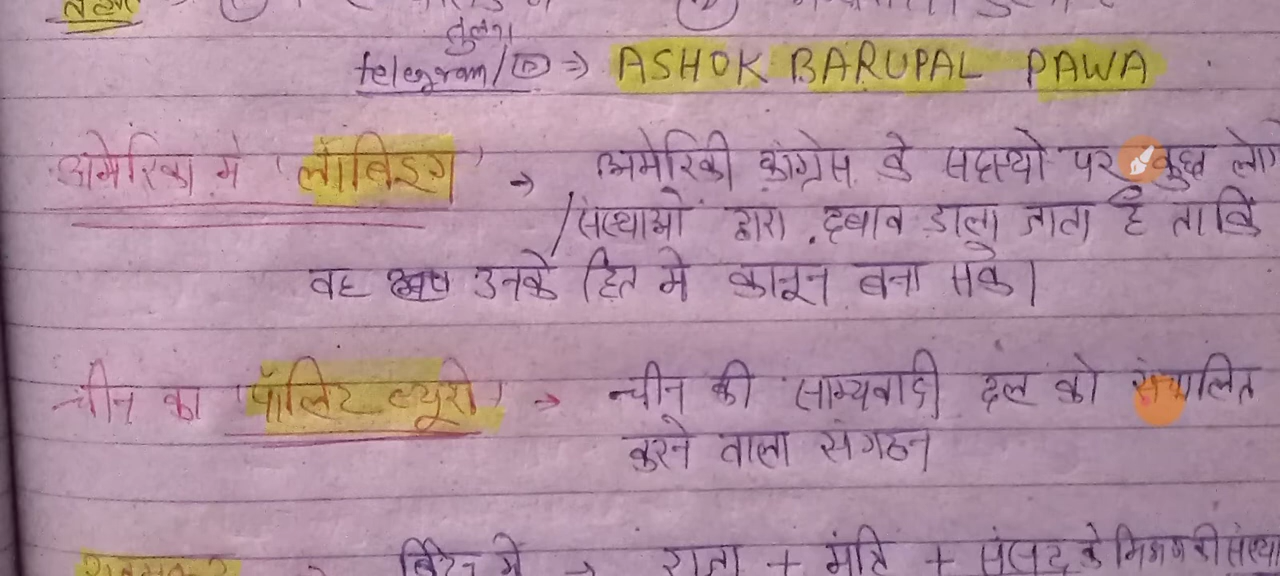 तुलना
telegram/▷ ⇒ ASHOK BARUPAL PAWA
अमेरिका मे 'लॉबिइंग' → अमेरिकी कांग्रेस के सदस्यो पर कुछ लोग
/संस्थाओं द्वारा दबाव डाला जाता है ताकि
वह उनके हित मे कानून बना सके।
चीन का 'पॉलिट ब्यूरो' → चीन की साम्यवादी दल को संचालित
करने वाला संगठन
ब्रिटेन मे → राजा + मंत्रि + संसद के मिश्रण की संस्था